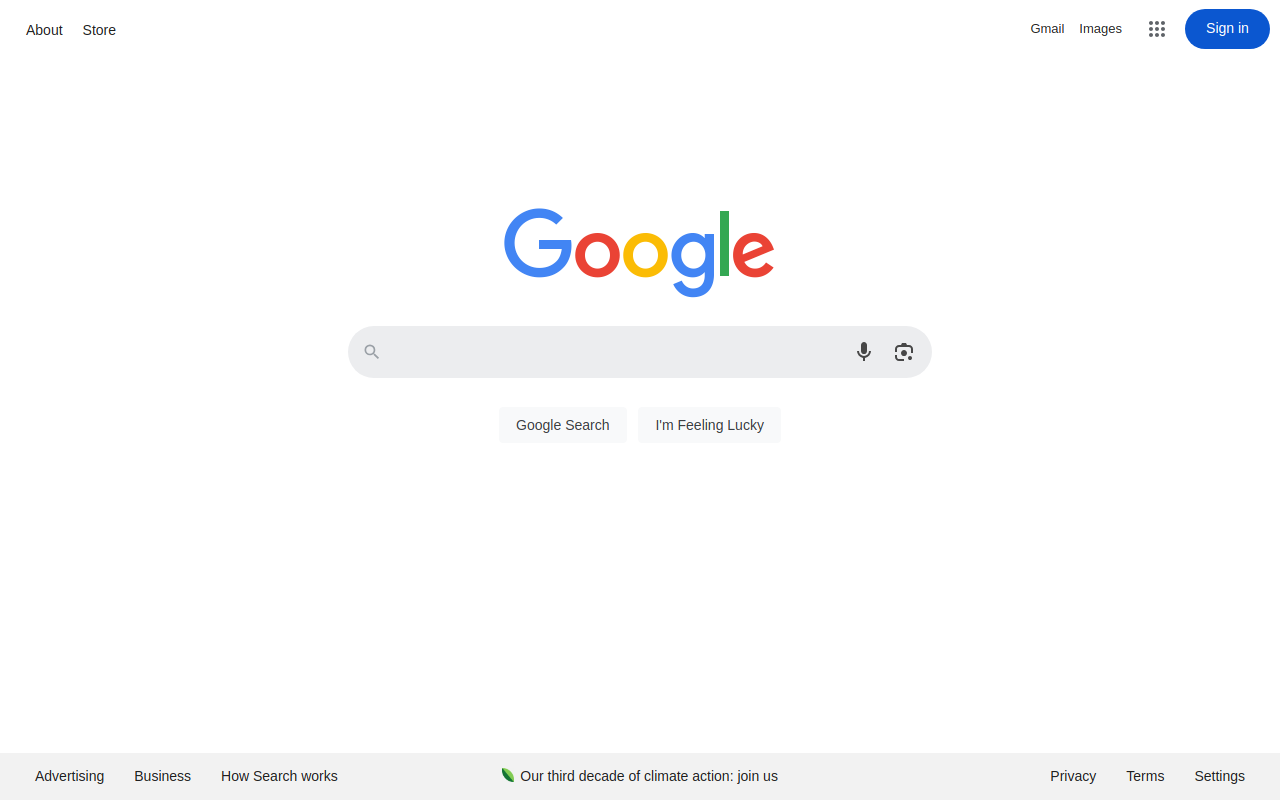 About Store Gmail Images Sign in
Google
Google Search I'm Feeling Lucky
Advertising Business How Search works Our third decade of climate action: join us Privacy Terms Settings